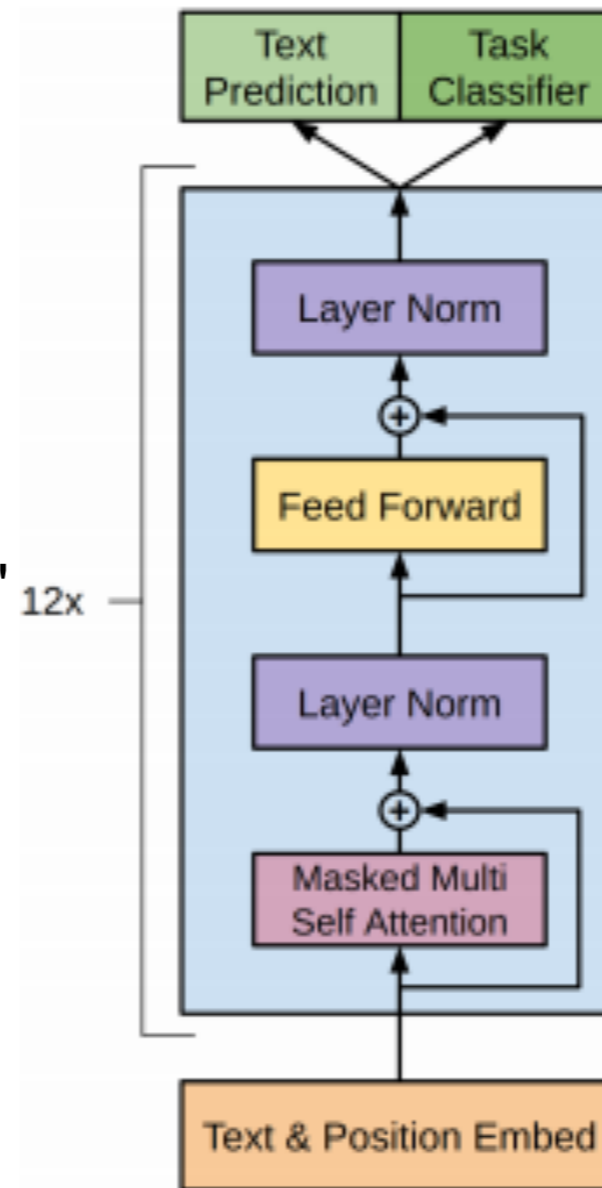 Text
Prediction
Task
Classifier
Layer Norm
Feed Forward
12x
Layer Norm
Masked Multi
Self Attention
Text & Position Embed